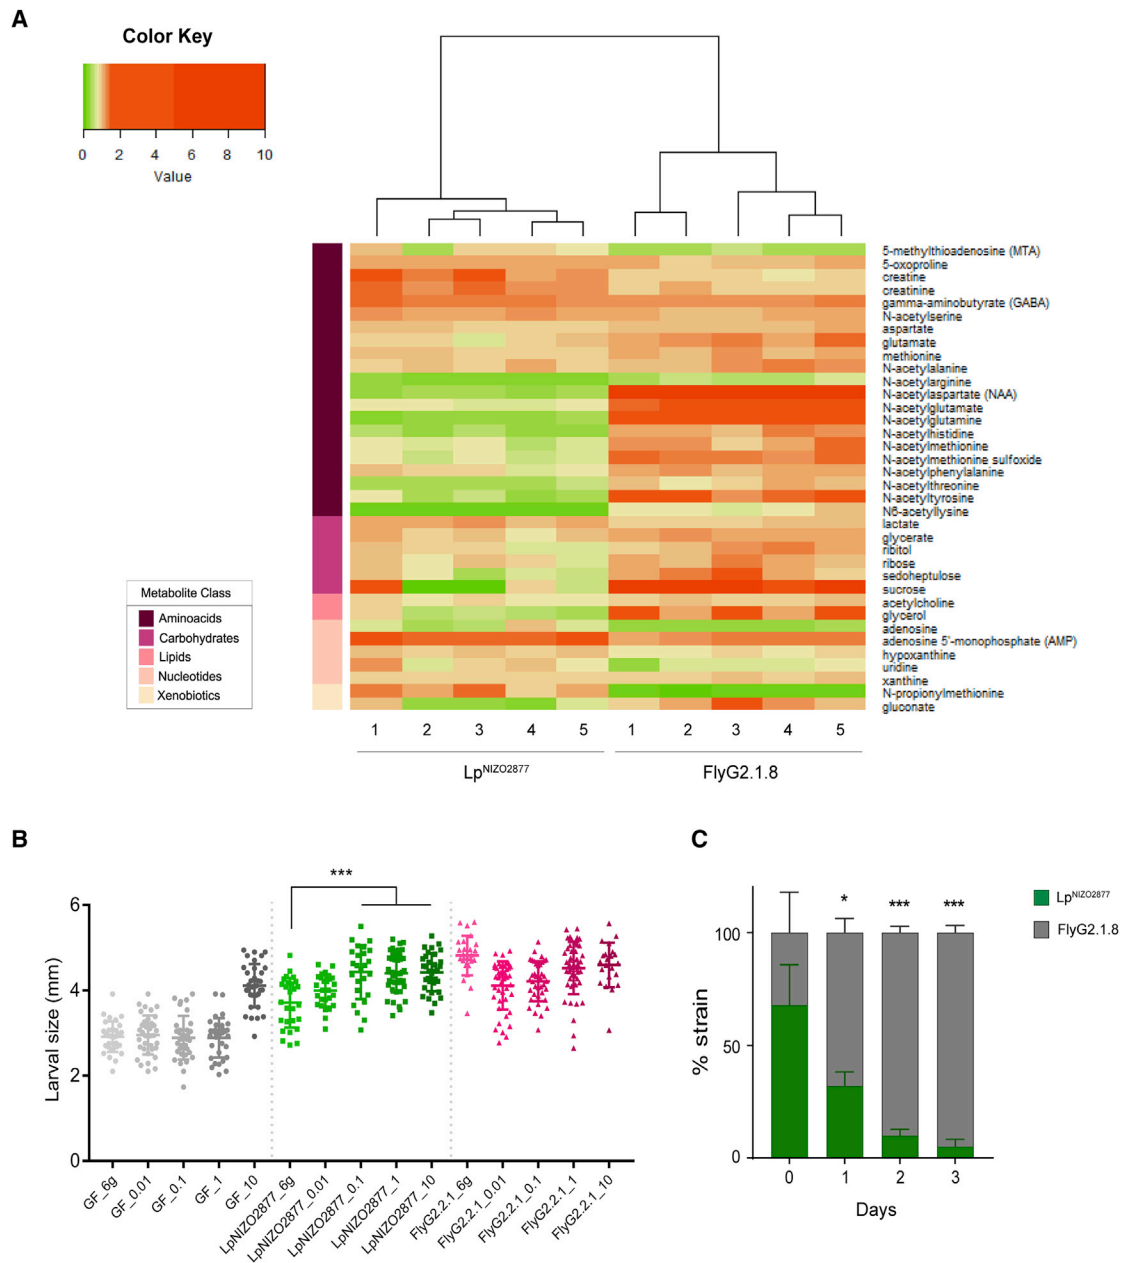 A
Color Key
0 2 4 6 8 10
Value
5-methylthioadenosine (MTA)
5-oxoproline
creatine
creatinine
gamma-aminobutyrate (GABA)
N-acetylserine
aspartate
glutamate
methionine
N-acetylalanine
N-acetylarginine
N-acetylaspartate (NAA)
N-acetylglutamate
N-acetylglutamine
N-acetylhistidine
N-acetylmethionine
N-acetylmethionine sulfoxide
N-acetylphenylalanine
N-acetylthreonine
N-acetyltyrosine
N6-acetyllysine
lactate
glycerate
ribitol
ribose
sedoheptulose
sucrose
acetylcholine
glycerol
adenosine
adenosine 5'-monophosphate (AMP)
hypoxanthine
uridine
xanthine
N-propionylmethionine
gluconate
Metabolite Class
Aminoacids
Carbohydrates
Lipids
Nucleotides
Xenobiotics
1 2 3 4 5 1 2 3 4 5
LpNIZO2877 FlyG2.1.8
B
***
Larval size (mm)
6
4
2
0
GF_6g
GF_0.01
GF_0.1
GF_1
GF_10
LpNIZO2877_6g
LpNIZO2877_0.01
LpNIZO2877_0.1
LpNIZO2877_1
LpNIZO2877_10
FlyG2.2.1_6g
FlyG2.2.1_0.01
FlyG2.2.1_0.1
FlyG2.2.1_1
FlyG2.2.1_10
C
* *** ***
% strain
100
50
0
0 1 2 3
Days
LpNIZO2877
FlyG2.1.8